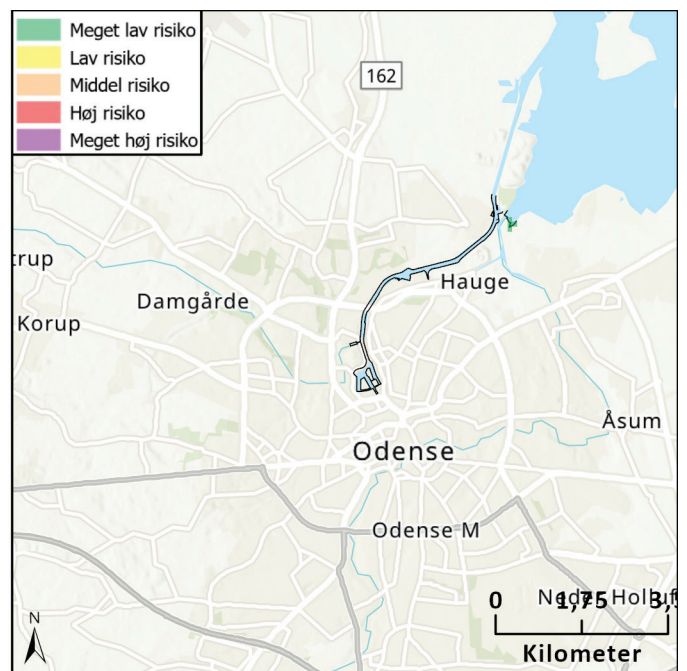 Meget lav risiko
Lav risiko
Middel risiko
Høj risiko
Meget høj risiko
162
trup
Hauge
Damgårde
Korup
Åsum
Odense
Odense M
0 1,75
Kilometer
N